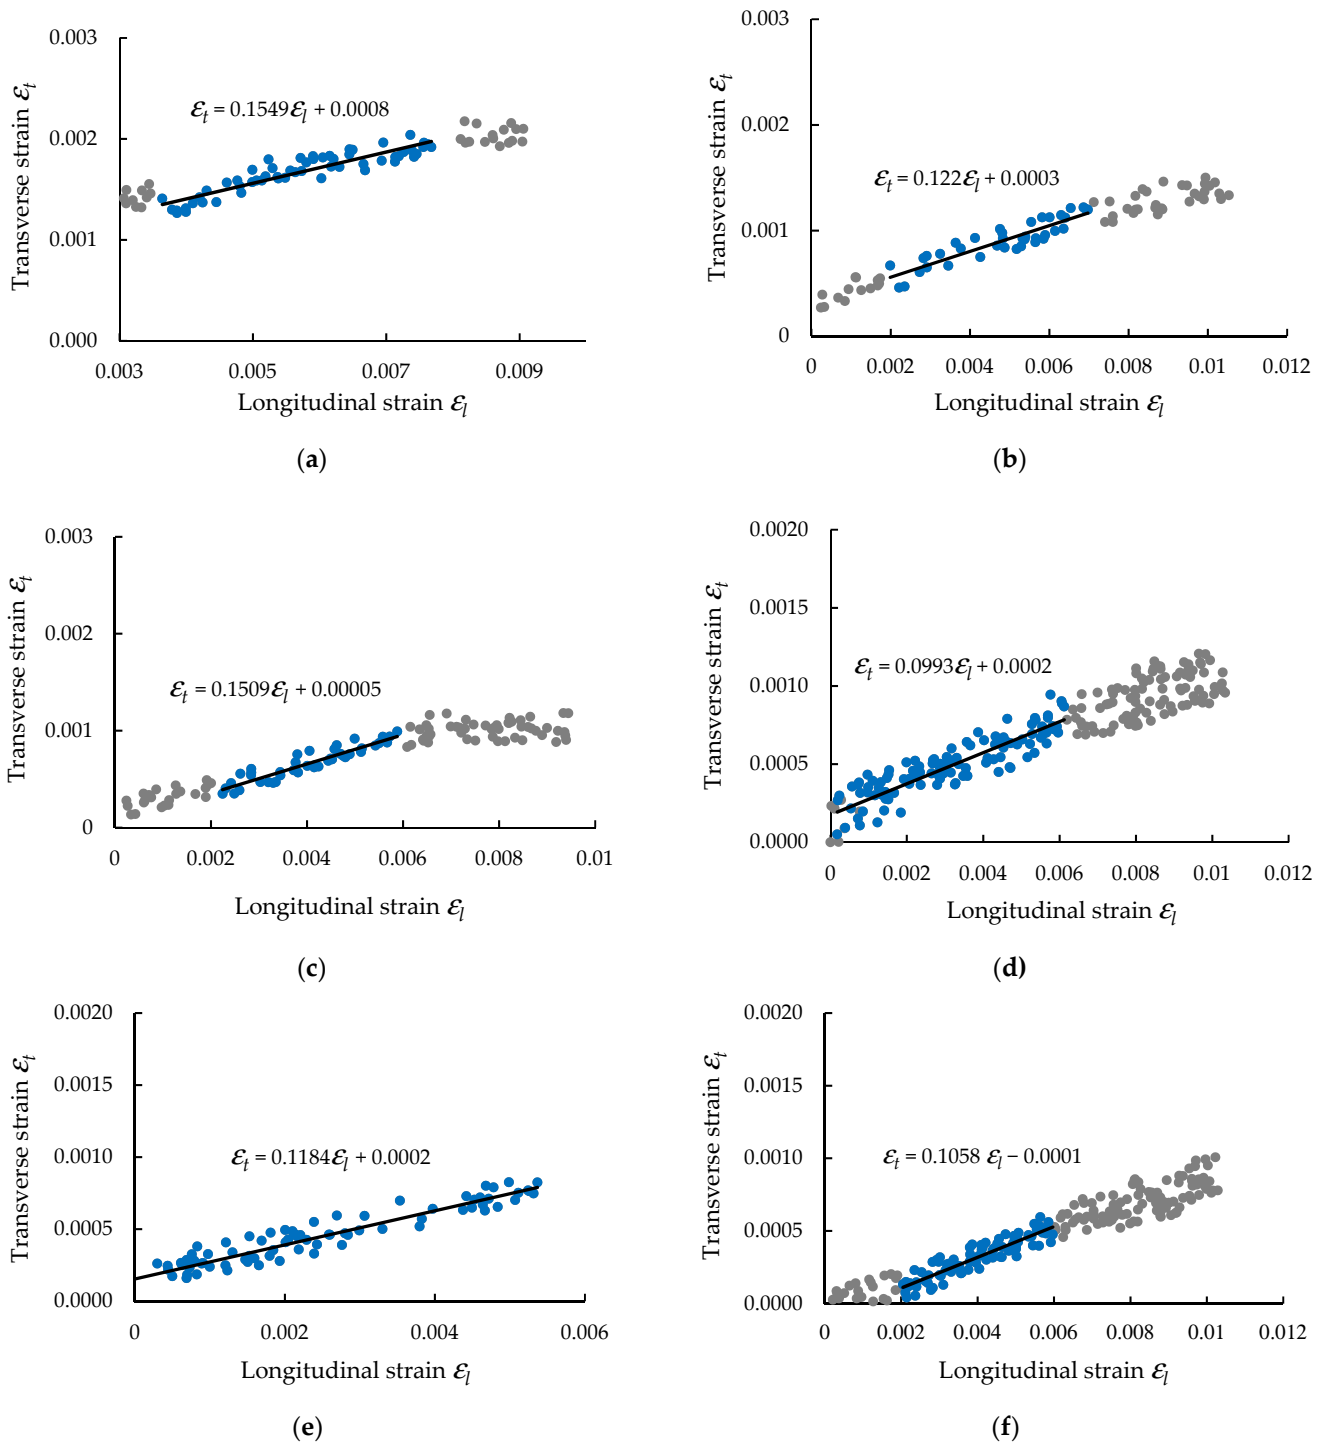 0.003
0.002
0.001
0.000
0.003
0.005
0.007
0.009
Transverse strain εt
εt = 0.1549εl + 0.0008
Longitudinal strain εl
(a)
0.003
0.002
0.001
0
0
0.002
0.004
0.006
0.008
0.01
0.012
Transverse strain εt
εt = 0.122εl + 0.0003
Longitudinal strain εl
(b)
0.003
0.002
0.001
0
0
0.002
0.004
0.006
0.008
0.01
Transverse strain εt
εt = 0.1509εl + 0.00005
Longitudinal strain εl
(c)
0.0020
0.0015
0.0010
0.0005
0.0000
0
0.002
0.004
0.006
0.008
0.01
0.012
Transverse strain εt
εt = 0.0993εl + 0.0002
Longitudinal strain εl
(d)
0.0020
0.0015
0.0010
0.0005
0.0000
0
0.002
0.004
0.006
Transverse strain εt
εt = 0.1184εl + 0.0002
Longitudinal strain εl
(e)
0.0020
0.0015
0.0010
0.0005
0.0000
0
0.002
0.004
0.006
0.008
0.01
0.012
Transverse strain εt
εt = 0.1058 εl − 0.0001
Longitudinal strain εl
(f)